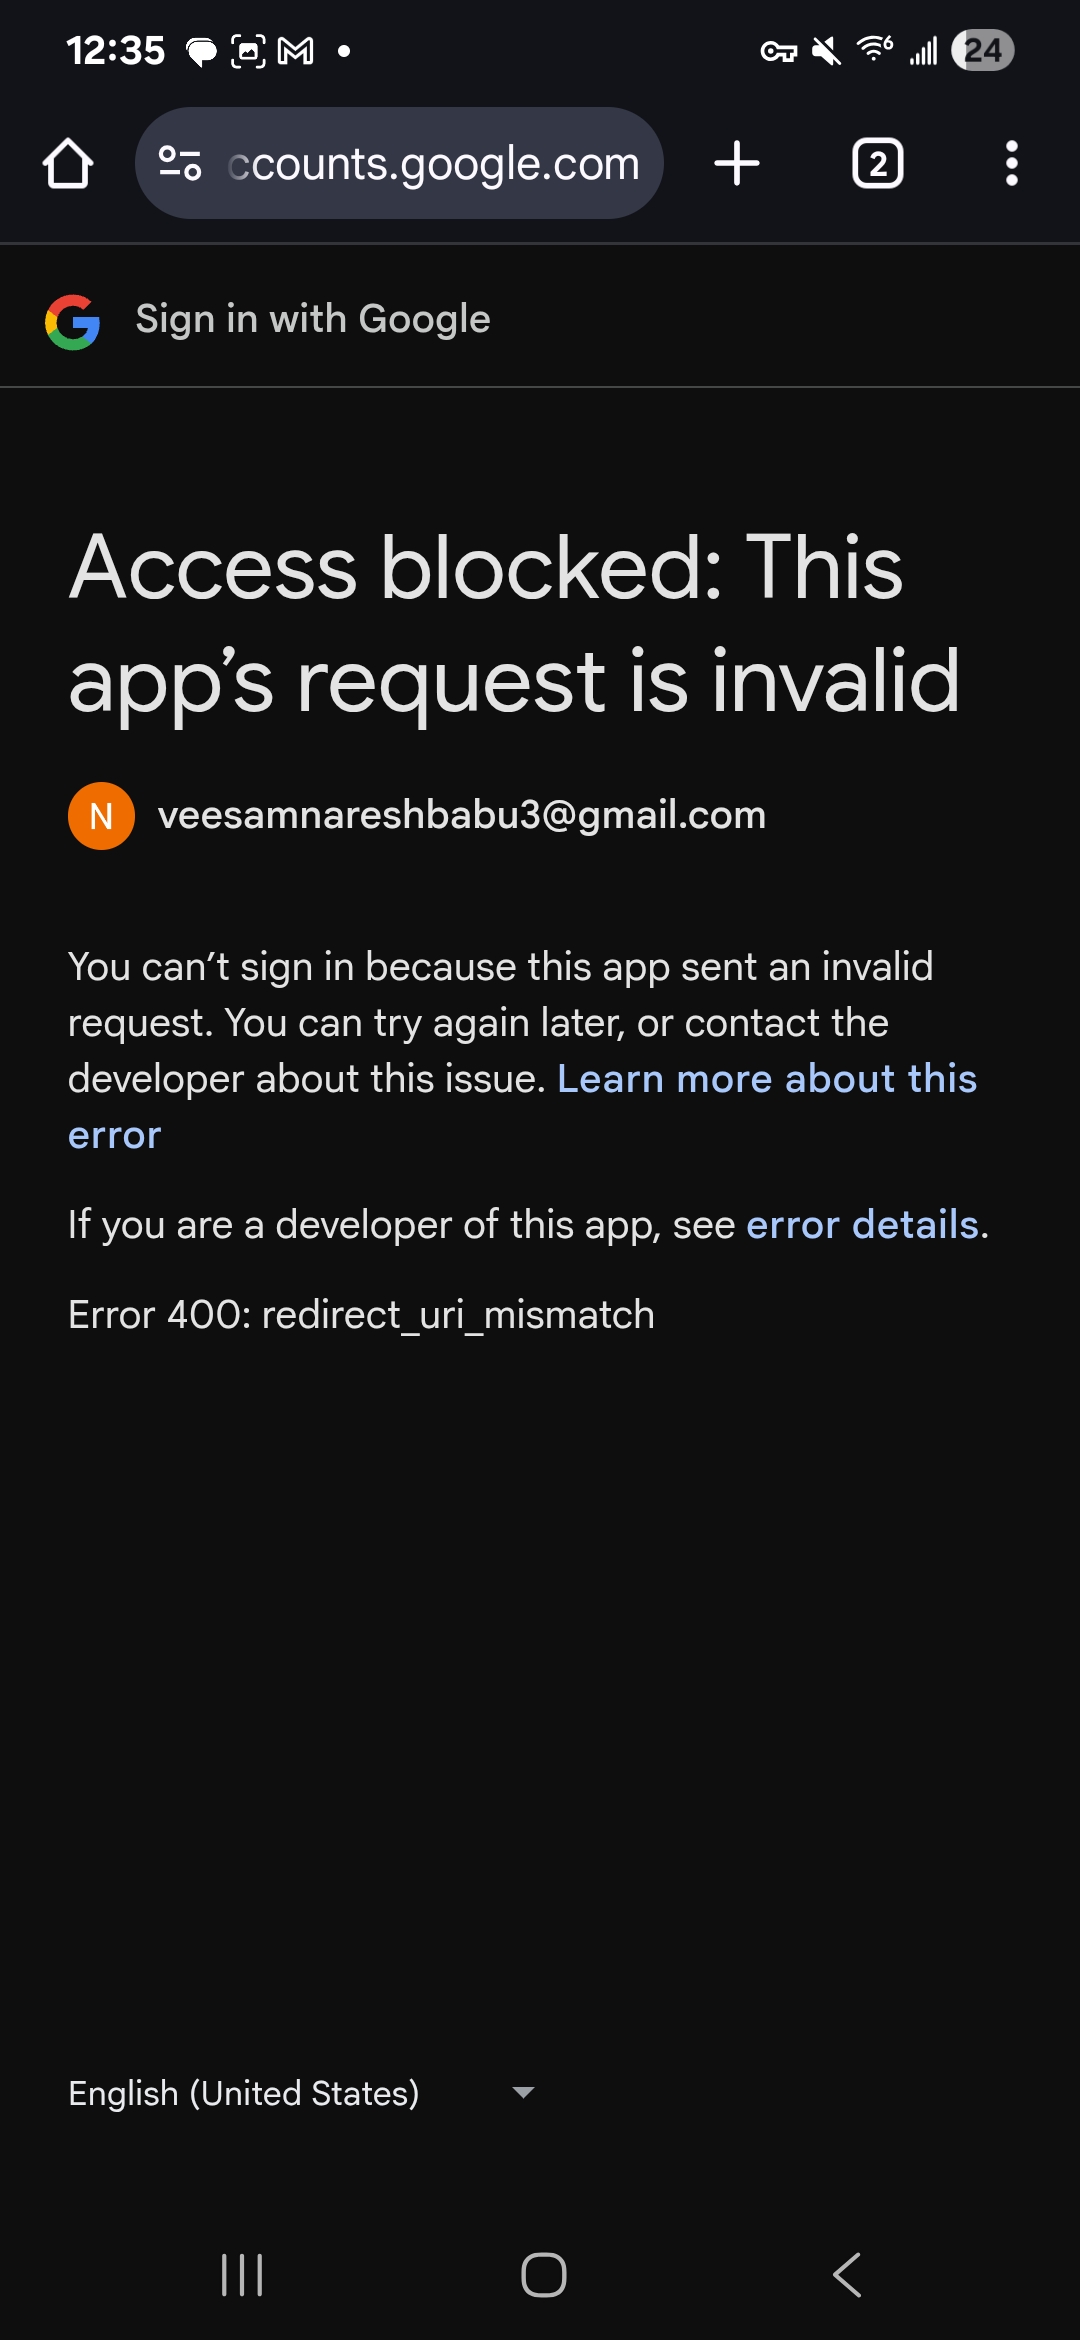 12:35
24
ccounts.google.com
2
Sign in with Google
Access blocked: This
app’s request is invalid
N
veesamnareshbabu3@gmail.com
You can’t sign in because this app sent an invalid
request. You can try again later, or contact the
developer about this issue. Learn more about this
error
If you are a developer of this app, see error details.
Error 400: redirect_uri_mismatch
English (United States)